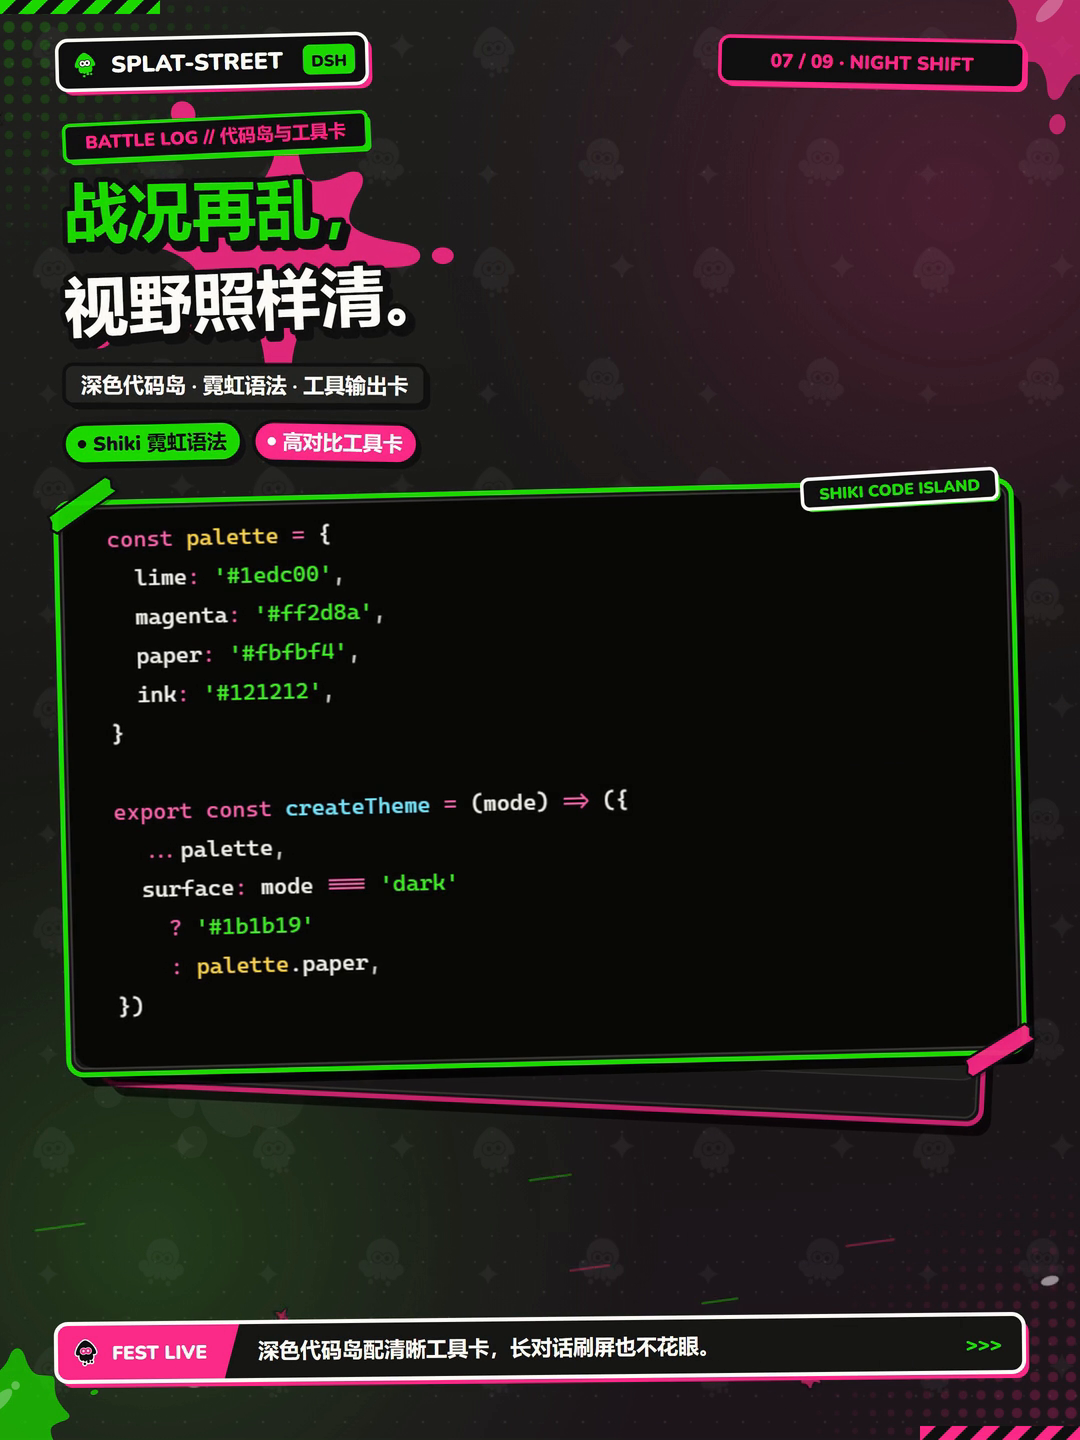 SPLAT-STREET DSH
07 / 09 · NIGHT SHIFT
BATTLE LOG // 代码岛与工具卡
战况再乱，
视野照样清。
深色代码岛 · 霓虹语法 · 工具输出卡
• Shiki 霓虹语法
• 高对比工具卡
SHIKI CODE ISLAND
const palette = {
  lime: '#1edc00',
  magenta: '#ff2d8a',
  paper: '#fbfbf4',
  ink: '#121212',
}

export const createTheme = (mode) => ({
  ...palette,
  surface: mode === 'dark'
    ? '#1b1b19'
    : palette.paper,
})
FEST LIVE
深色代码岛配清晰工具卡，长对话刷屏也不花眼。
>>>